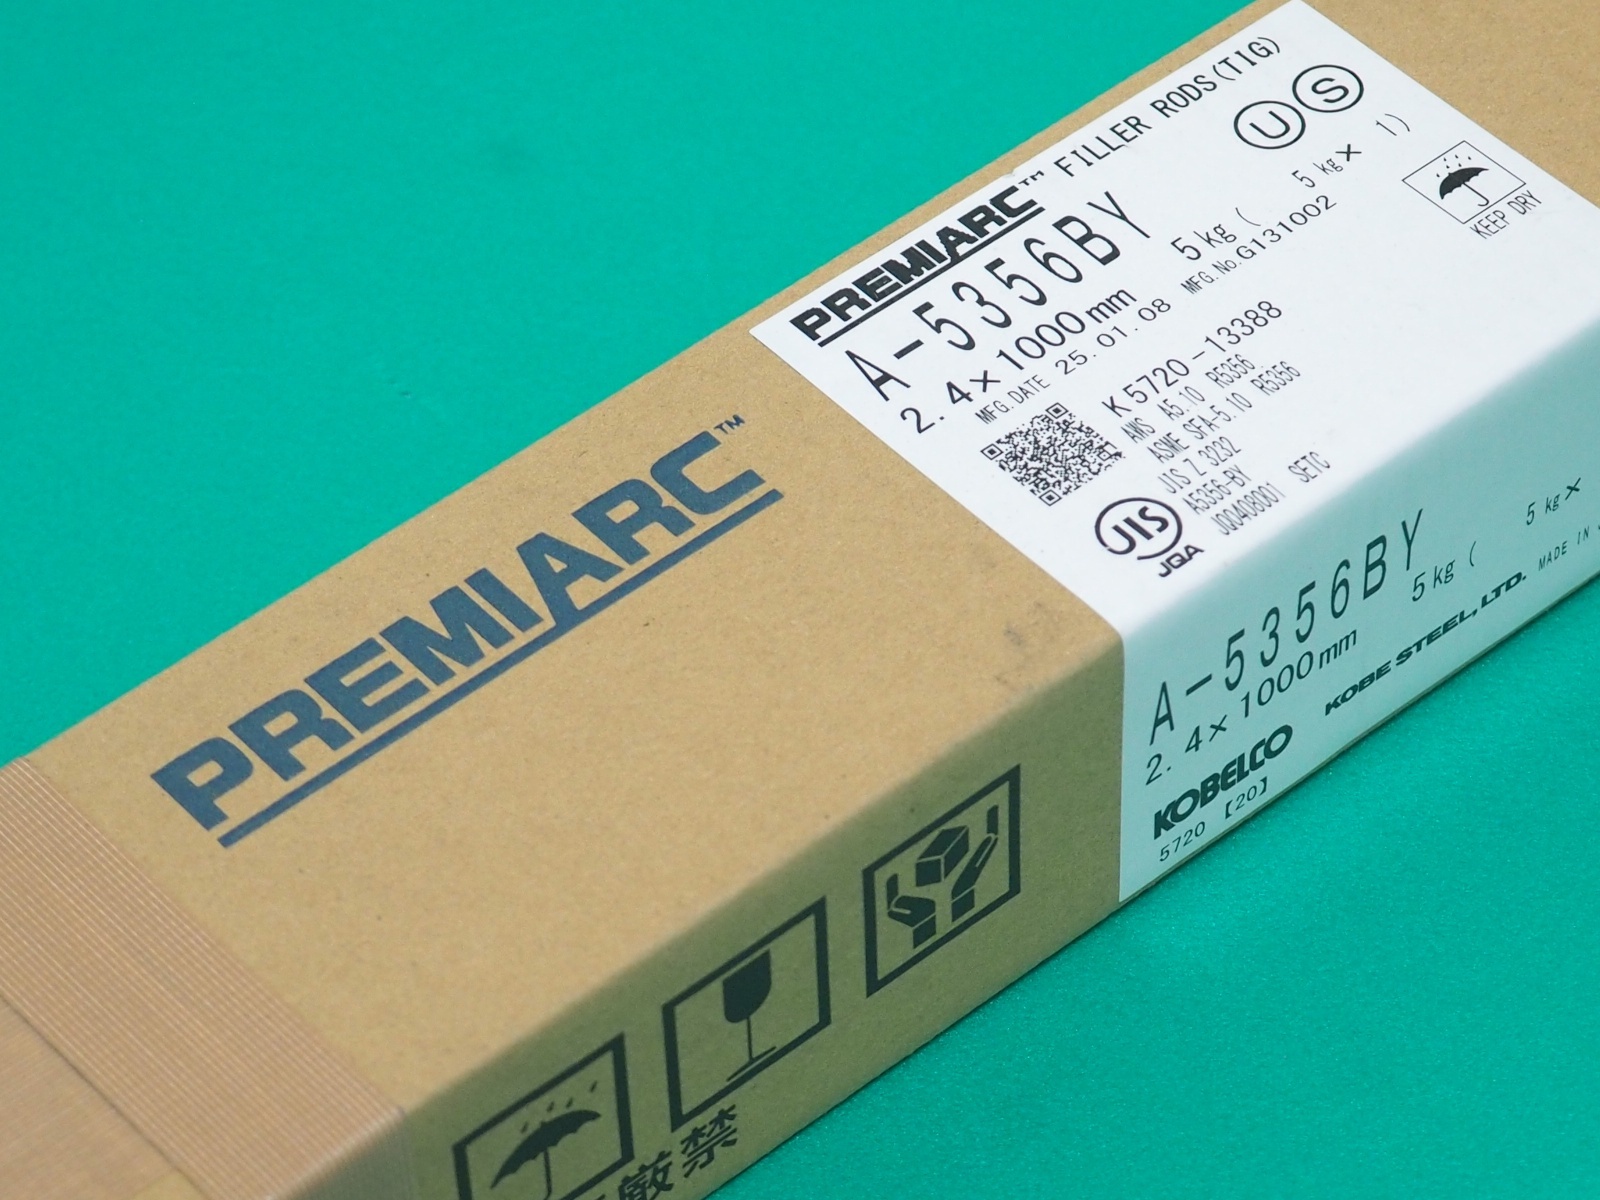 PREMIARC™ FILLER RODS(TIG)
U S
A-5356BY
2.4×1000mm 5kg ( 5kg× 1)
MFG.DATE 25.01.08 MFG.No.G131002
KEEP DRY
K5720-13388
AWS A5.10 R5356
ASME SFA-5.10 R5356
JIS Z 3232
A5356-BY
JQ0408001 SETC
JIS
JQA
PREMIARC™
A-5356BY
2.4×1000mm 5kg ( 5kg×
KOBELCO KOBE STEEL, LTD. MADE IN
5720 【20】
厳禁